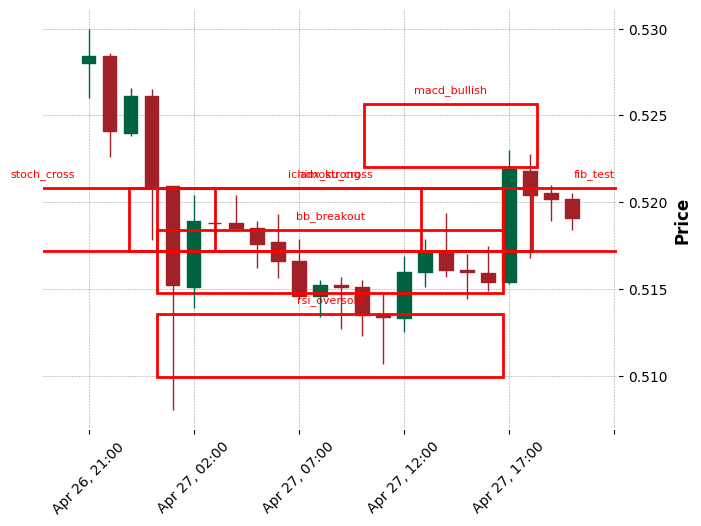 macd_bullish
stoch_cross
adx_strong
fib_test
bb_breakout
rsi_oversold
0.530
0.525
0.520
0.515
0.510
Price
Apr 26, 21:00
Apr 27, 02:00
Apr 27, 07:00
Apr 27, 12:00
Apr 27, 17:00